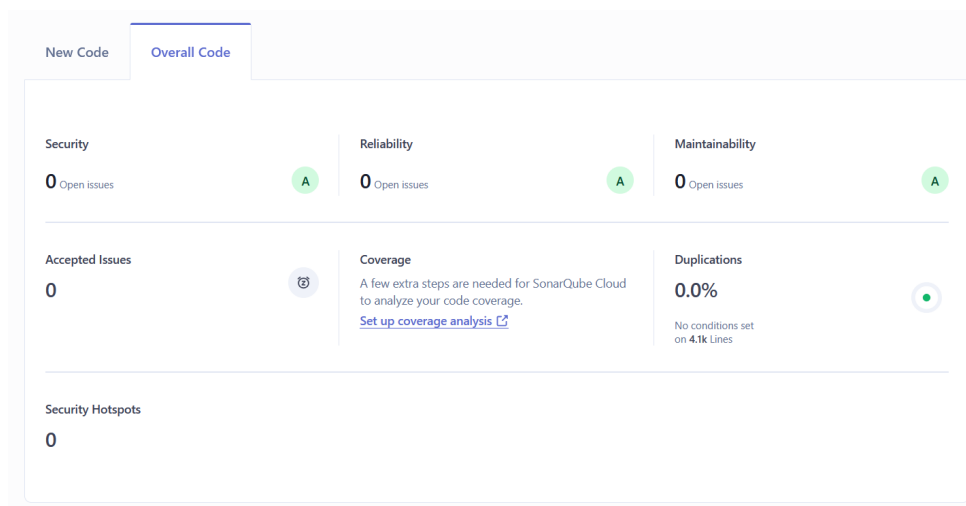 New Code
Overall Code
Security
0 Open issues
A
Reliability
0 Open issues
A
Maintainability
0 Open issues
A
Accepted Issues
0
Coverage
A few extra steps are needed for SonarQube Cloud
to analyze your code coverage.
Set up coverage analysis
Duplications
0.0%
No conditions set
on 4.1k Lines
Security Hotspots
0